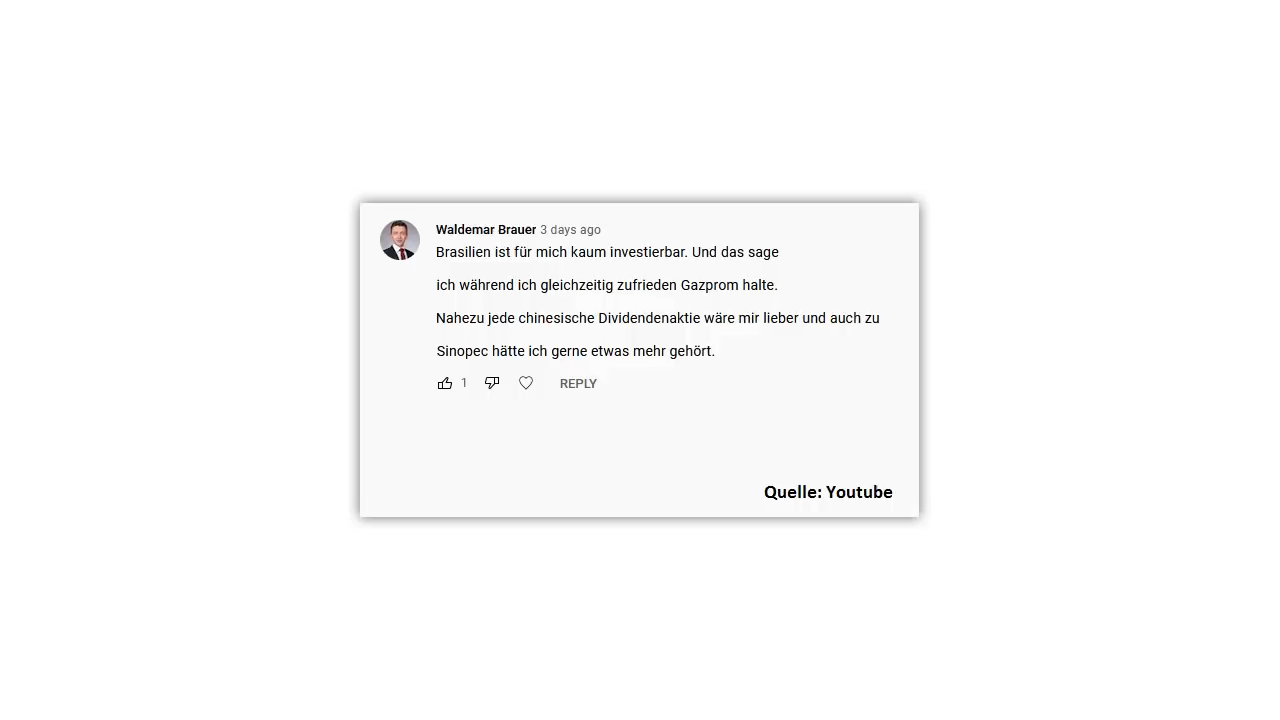 Waldemar Brauer 3 days ago
Brasilien ist für mich kaum investierbar. Und das sage
ich während ich gleichzeitig zufrieden Gazprom halte.
Nahezu jede chinesische Dividendenaktie wäre mir lieber und auch zu
Sinopec hätte ich gerne etwas mehr gehört.
1 REPLY
Quelle: Youtube